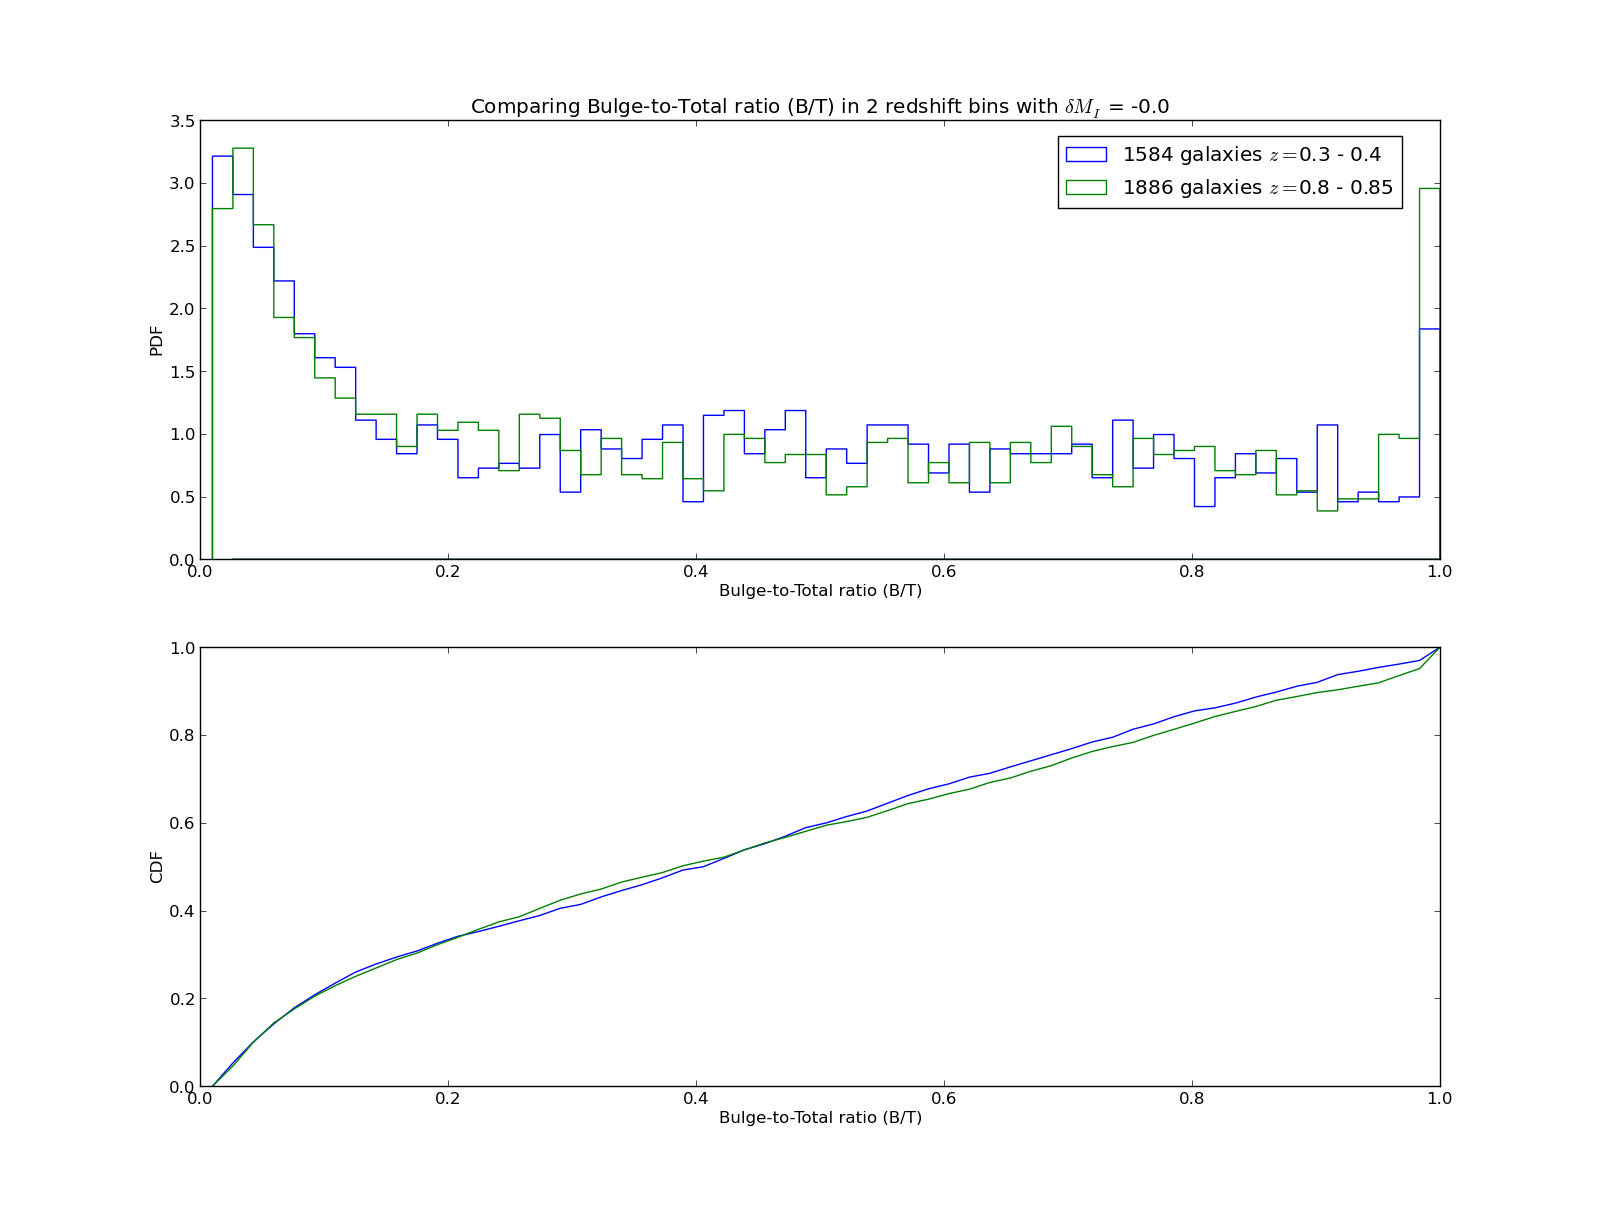 Comparing Bulge-to-Total ratio (B/T) in 2 redshift bins with δM_I = -0.0
3.5
3.0
2.5
2.0
1.5
1.0
0.5
0.0
PDF
1584 galaxies z=0.3 - 0.4
1886 galaxies z=0.8 - 0.85
0.0 0.2 0.4 0.6 0.8 1.0
Bulge-to-Total ratio (B/T)
1.0
0.8
0.6
0.4
0.2
0.0
CDF
0.0 0.2 0.4 0.6 0.8 1.0
Bulge-to-Total ratio (B/T)